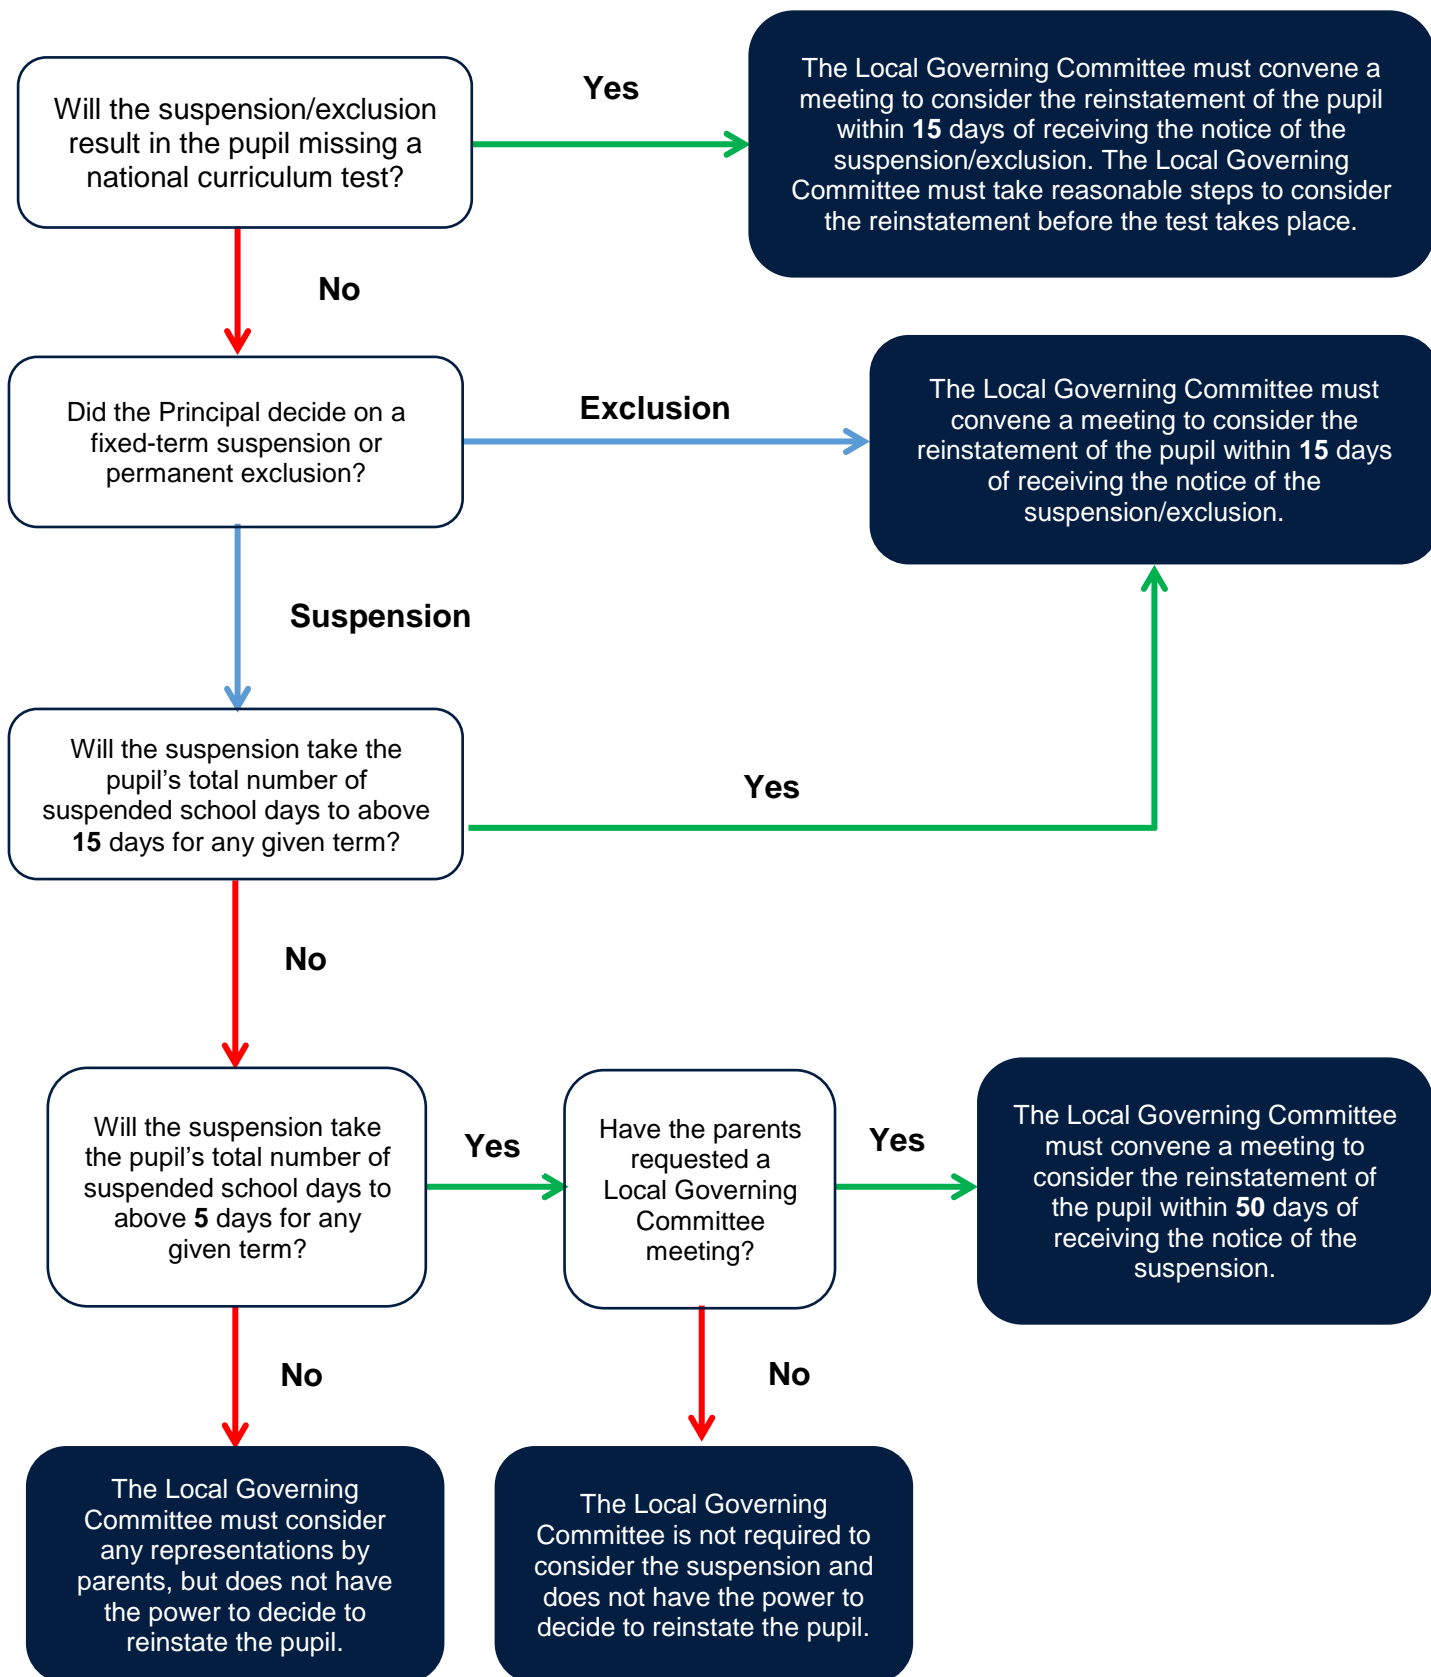 Will the suspension/exclusion
result in the pupil missing a
national curriculum test?
Yes
The Local Governing Committee must convene a
meeting to consider the reinstatement of the pupil
within 15 days of receiving the notice of the
suspension/exclusion. The Local Governing
Committee must take reasonable steps to consider
the reinstatement before the test takes place.
No
Did the Principal decide on a
fixed-term suspension or
permanent exclusion?
Exclusion
The Local Governing Committee must
convene a meeting to consider the
reinstatement of the pupil within 15 days
of receiving the notice of the
suspension/exclusion.
Suspension
Will the suspension take the
pupil’s total number of
suspended school days to above
15 days for any given term?
Yes
No
Will the suspension take
the pupil’s total number of
suspended school days to
above 5 days for any
given term?
Yes
Have the parents
requested a
Local Governing
Committee
meeting?
Yes
The Local Governing Committee
must convene a meeting to
consider the reinstatement of
the pupil within 50 days of
receiving the notice of the
suspension.
No
No
The Local Governing
Committee must consider
any representations by
parents, but does not have
the power to decide to
reinstate the pupil.
The Local Governing
Committee is not required to
consider the suspension and
does not have the power to
decide to reinstate the pupil.